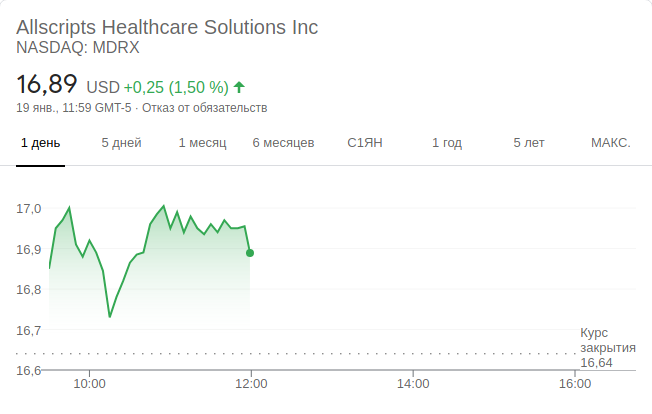 Allscripts Healthcare Solutions Inc
NASDAQ: MDRX
16,89 USD +0,25 (1,50 %) ↑
19 янв., 11:59 GMT-5 · Отказ от обязательств
1 день 5 дней 1 месяц 6 месяцев С1ЯН 1 год 5 лет МАКС.
17,0
16,9
16,8
16,7
Курс
закрытия
16,64
16,6
10:00 12:00 14:00 16:00